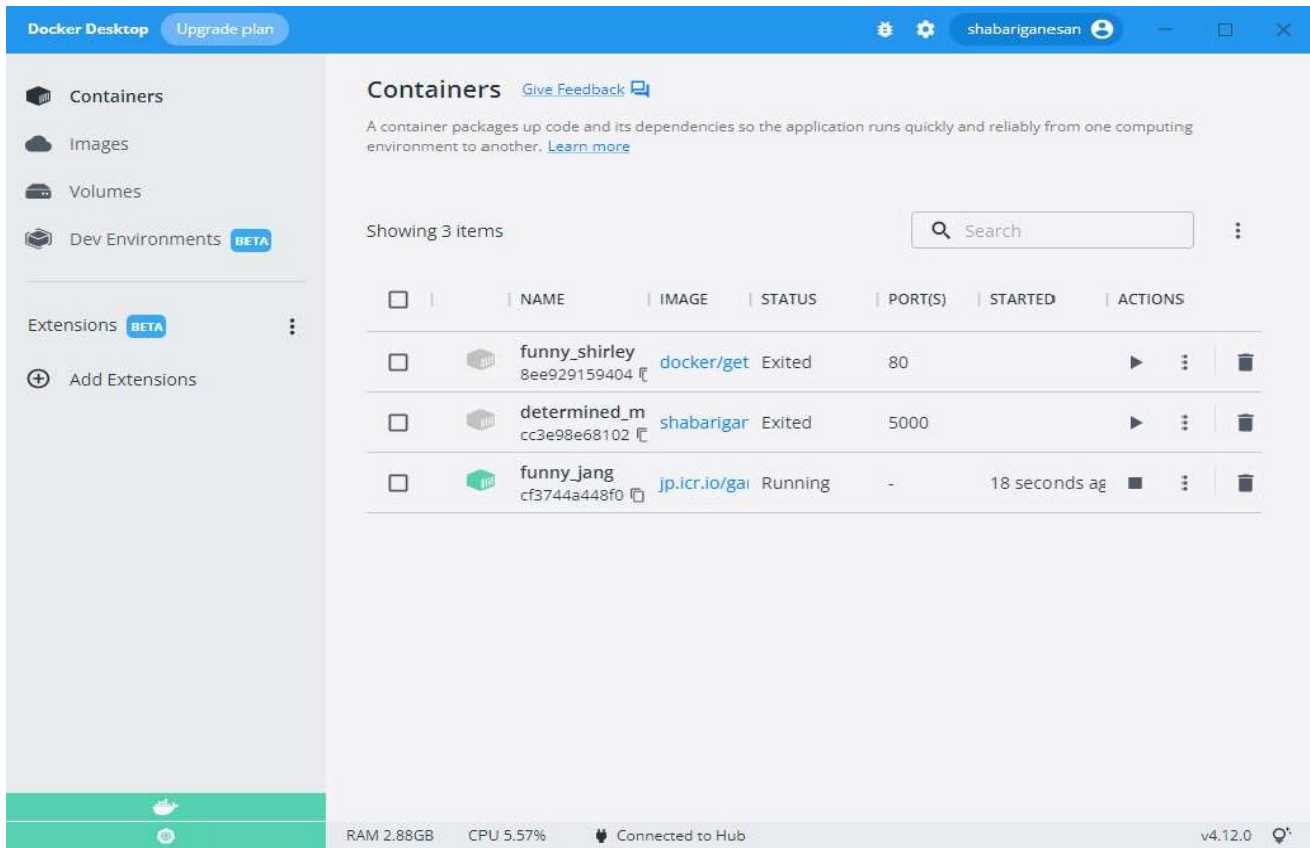 Docker Desktop Upgrade plan shabariganesan
Containers
Images
Volumes
Dev Environments BETA
Extensions BETA
Add Extensions
Containers Give Feedback
A container packages up code and its dependencies so the application runs quickly and reliably from one computing
environment to another. Learn more
Showing 3 items Search
NAME IMAGE STATUS PORT(S) STARTED ACTIONS
funny_shirley docker/get Exited 80
8ee929159404
determined_m shabarigar Exited 5000
cc3e98e68102
funny_jang jp.icr.io/gai Running - 18 seconds ag
cf3744a448f0
RAM 2.88GB CPU 5.57% Connected to Hub v4.12.0